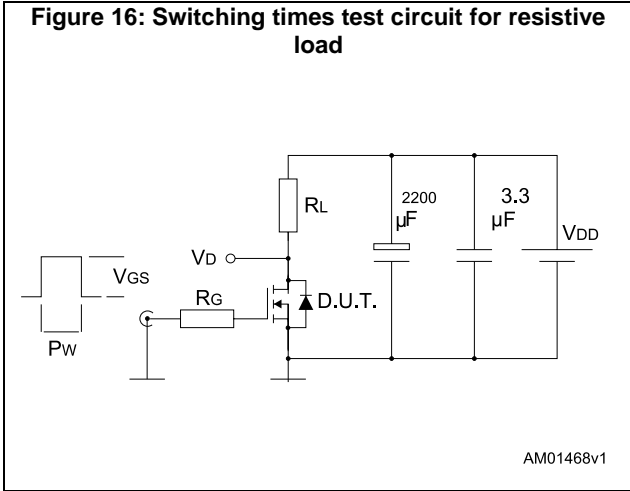 Figure 16: Switching times test circuit for resistive
load
RL
2200
μF
3.3
μF
VDD
VD
VGS
RG
D.U.T.
PW
AM01468v1